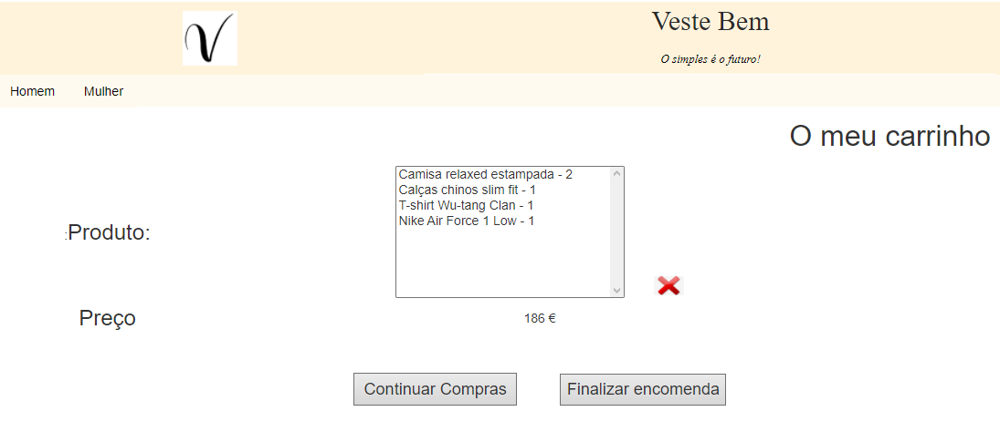 V
Veste Bem
O simples é o futuro!
Homem Mulher
O meu carrinho
Camisa relaxed estampada - 2
Calças chinos slim fit - 1
T-shirt Wu-tang Clan - 1
Nike Air Force 1 Low - 1
:Produto:
Preço
186 €
Continuar Compras
Finalizar encomenda